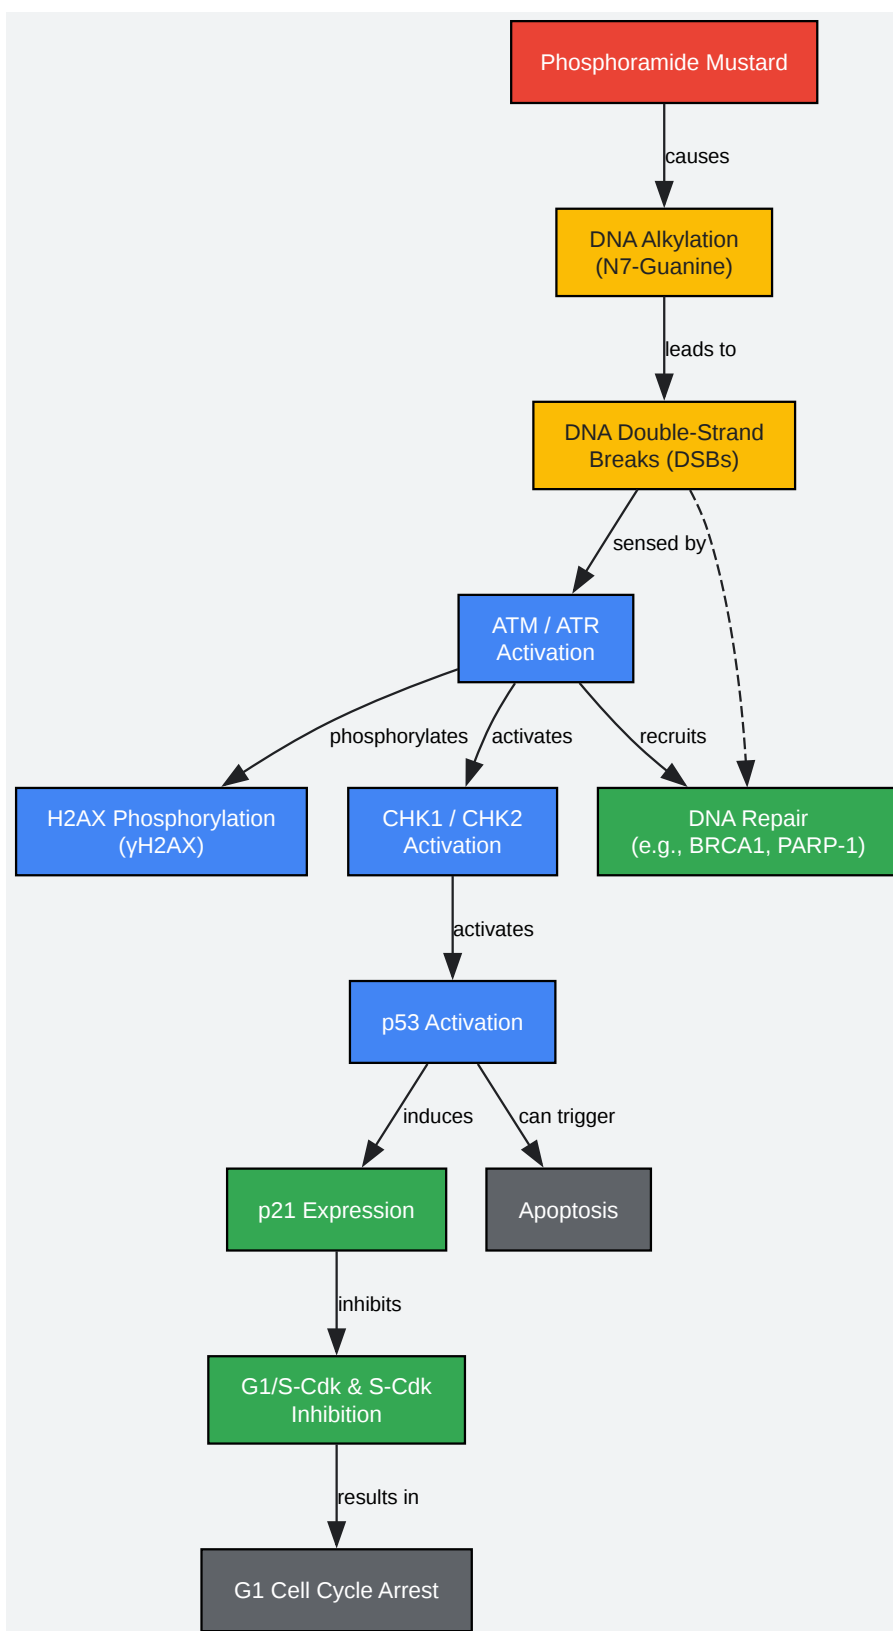 Phosphoramide Mustard
causes
DNA Alkylation
(N7-Guanine)
leads to
DNA Double-Strand
Breaks (DSBs)
sensed by
ATM / ATR
Activation
phosphorylates
activates
recruits
H2AX Phosphorylation
(γH2AX)
CHK1 / CHK2
Activation
DNA Repair
(e.g., BRCA1, PARP-1)
activates
p53 Activation
induces
can trigger
p21 Expression
Apoptosis
inhibits
G1/S-Cdk & S-Cdk
Inhibition
results in
G1 Cell Cycle Arrest